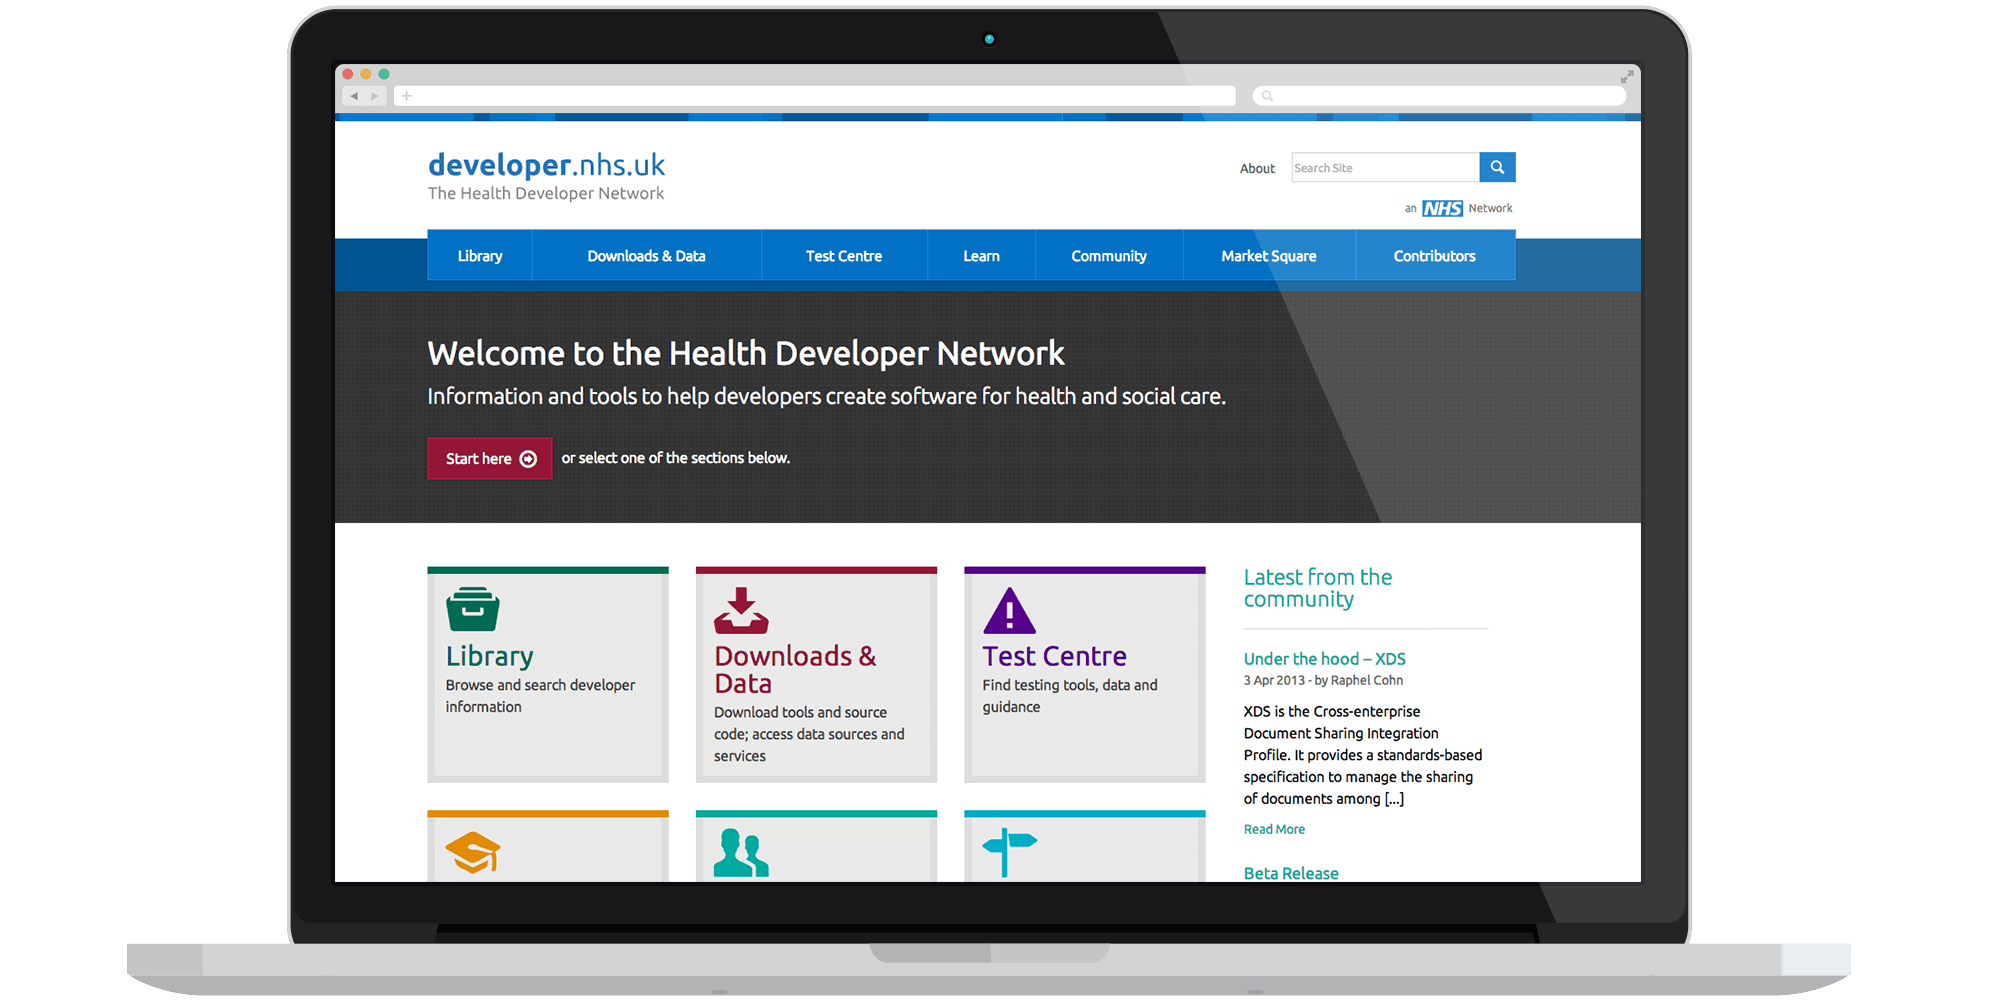 developer.nhs.uk
The Health Developer Network
About
Search Site
an NHS Network
Library
Downloads & Data
Test Centre
Learn
Community
Market Square
Contributors
Welcome to the Health Developer Network
Information and tools to help developers create software for health and social care.
Start here
or select one of the sections below.
Library
Browse and search developer
information
Downloads &
Data
Download tools and source
code; access data sources and
services
Test Centre
Find testing tools, data and
guidance
Latest from the
community
Under the hood – XDS
3 Apr 2013 - by Raphel Cohn
XDS is the Cross-enterprise
Document Sharing Integration
Profile. It provides a standards-based
specification to manage the sharing
of documents among [...]
Read More
Beta Release